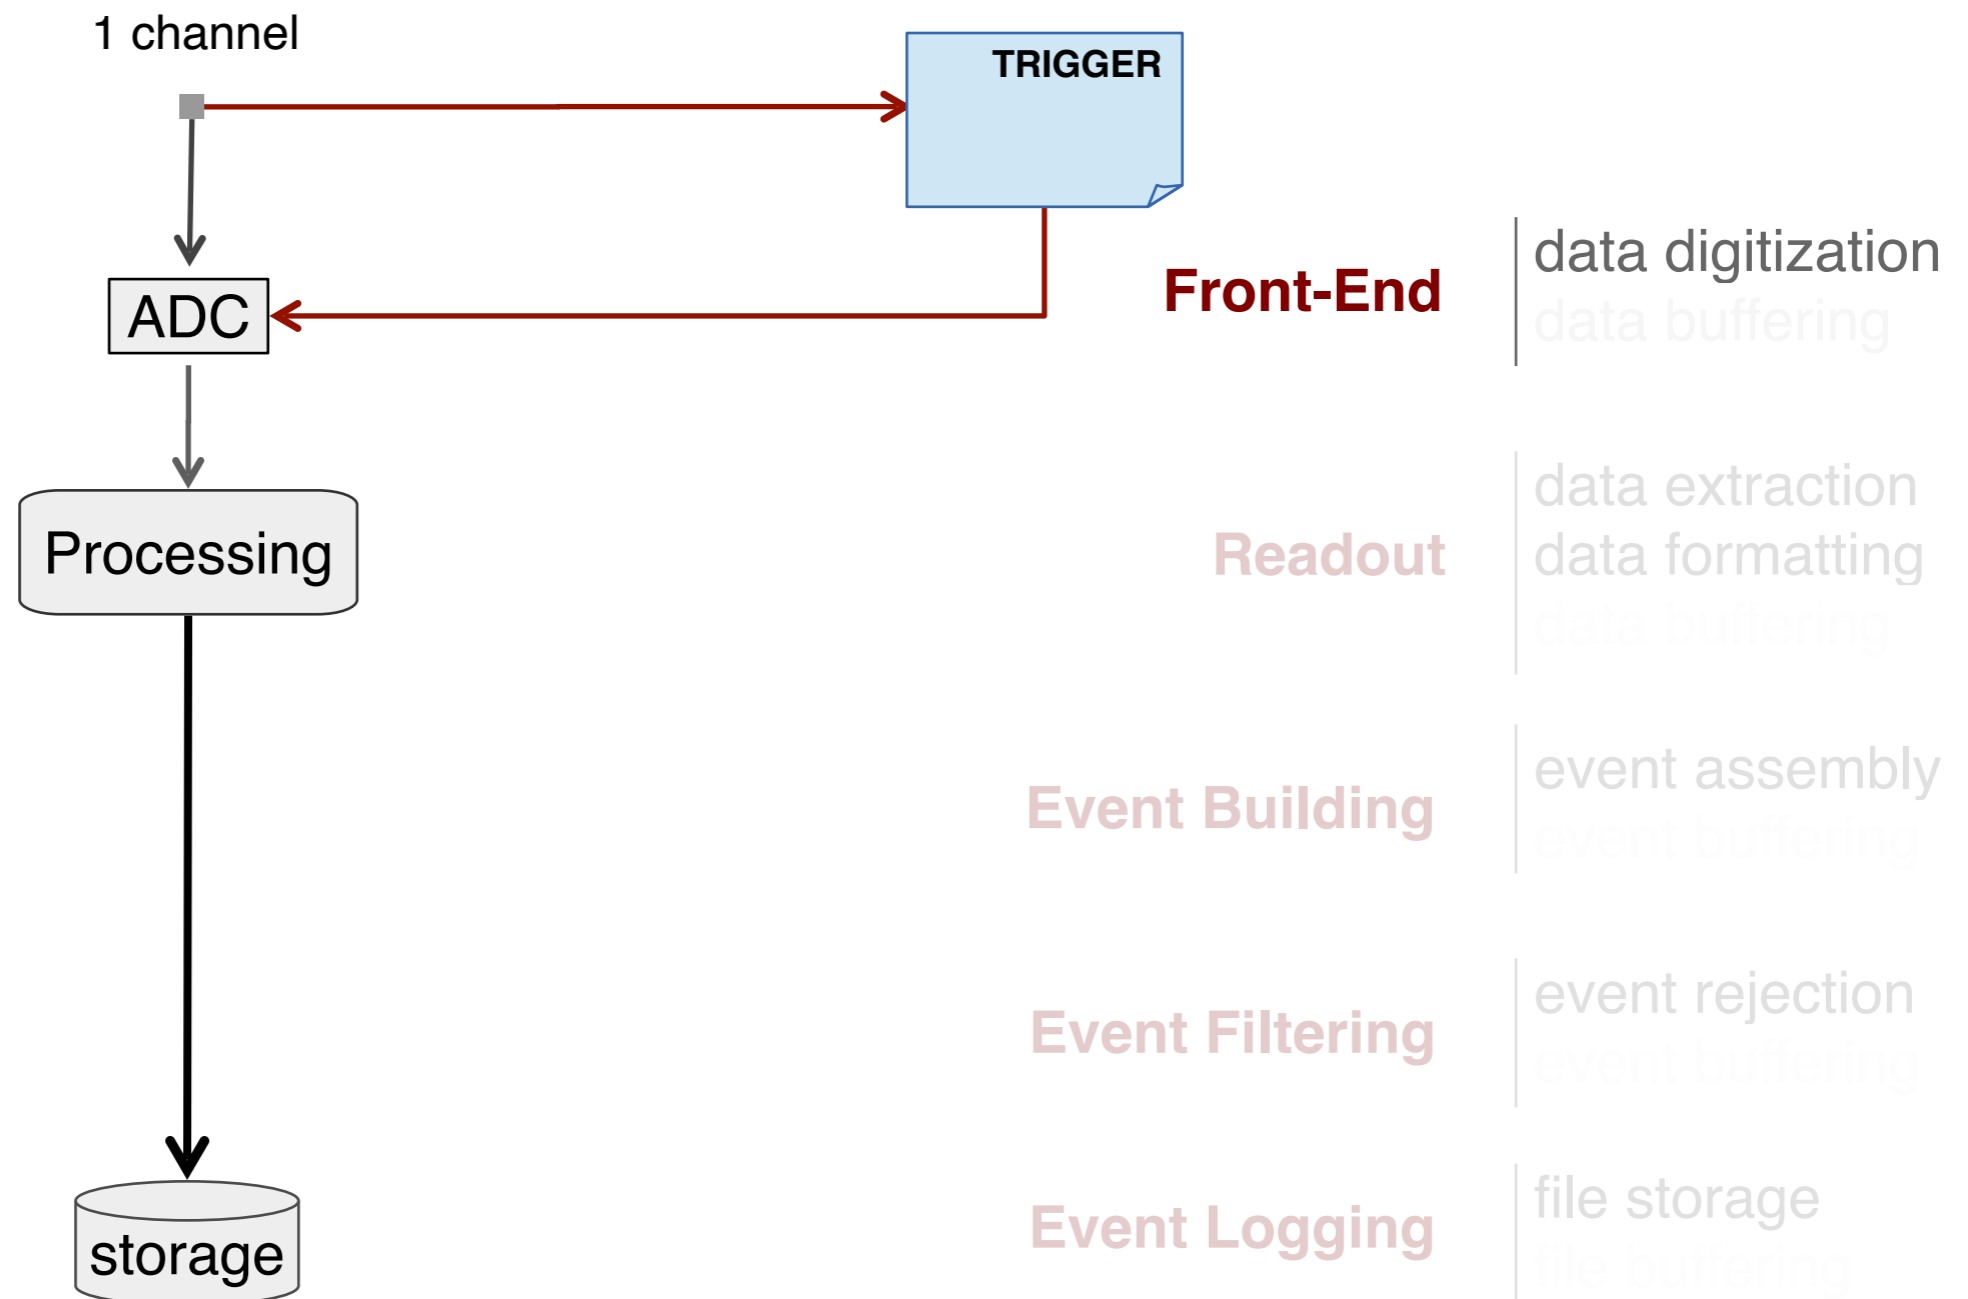 1 channel
TRIGGER
data digitization
Front-End
ADC
data buffering
data extraction
Processing
Readout
data formatting
data buffering
event assembly
Event Building
event buffering
event rejection
Event Filtering
event buffering
file storage
Event Logging
storage
file buffering